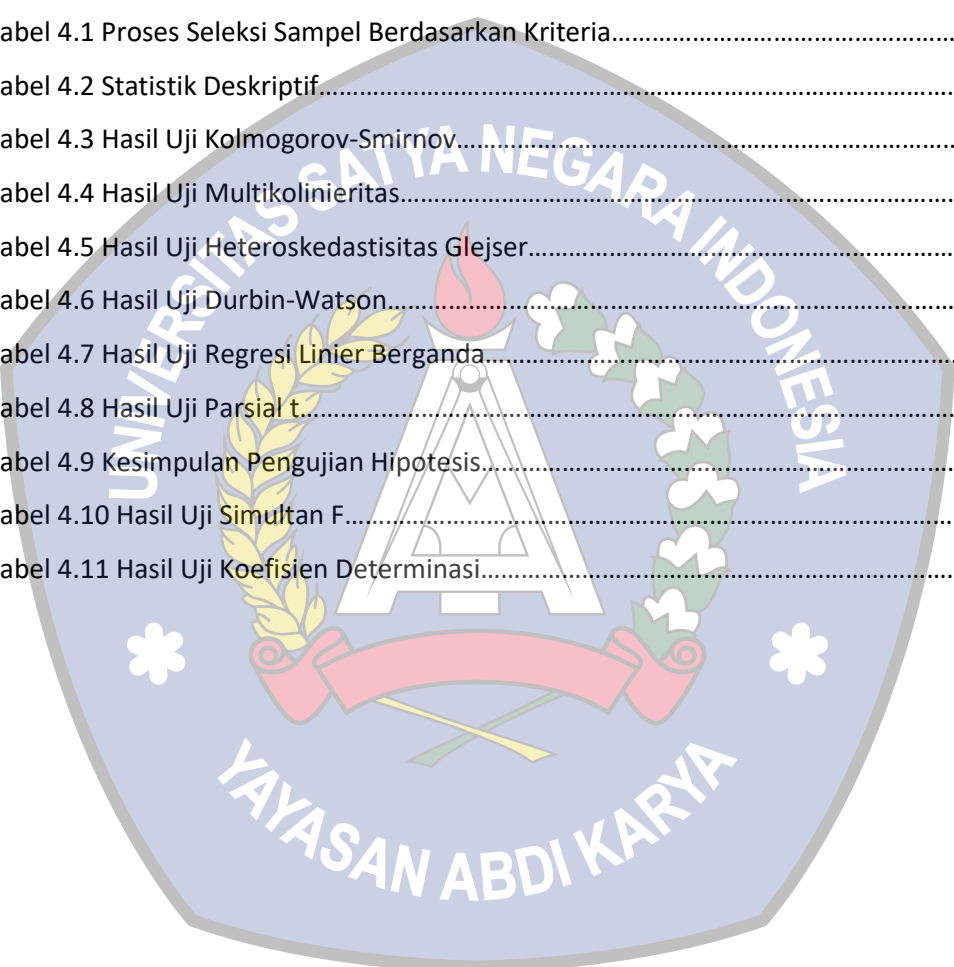 abel 4.1 Proses Seleksi Sampel Berdasarkan Kriteria
abel 4.2 Statistik Deskriptif
abel 4.3 Hasil Uji Kolmogorov-Smirnov
abel 4.4 Hasil Uji Multikolinieritas
abel 4.5 Hasil Uji Heteroskedastisitas Glejser
abel 4.6 Hasil Uji Durbin-Watson
abel 4.7 Hasil Uji Regresi Linier Berganda
abel 4.8 Hasil Uji Parsial t
abel 4.9 Kesimpulan Pengujian Hipotesis
abel 4.10 Hasil Uji Simultan F
abel 4.11 Hasil Uji Koefisien Determinasi
UNIVERSITAS SATYA NEGARA INDONESIA
YAYASAN ABDI KARYA